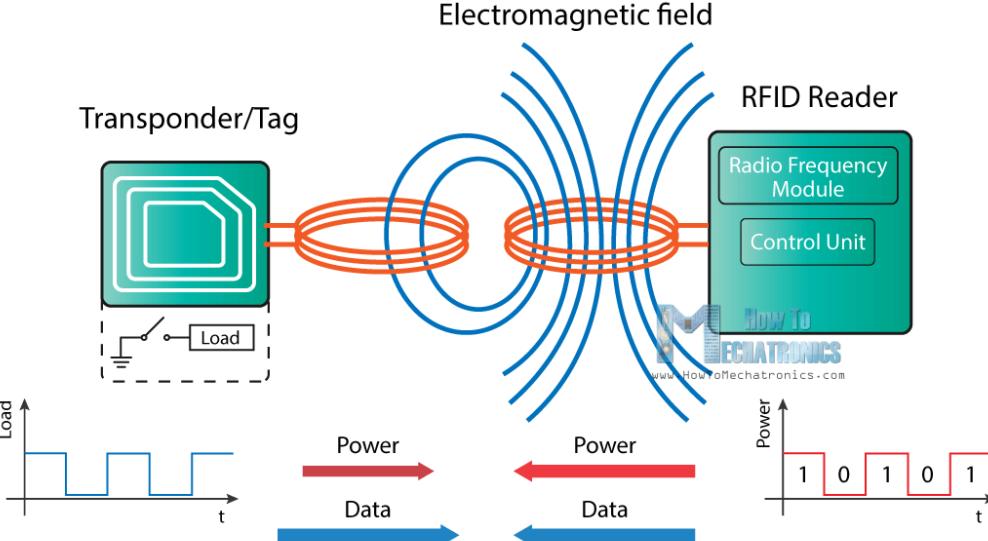 Electromagnetic field
Transponder/Tag
RFID Reader
Radio Frequency
Module
Control Unit
Load
How To
MECHATRONICS
www.HowToMechatronics.com
Load
t
Power
Data
Power
Data
Power
1 0 1 0 1
t